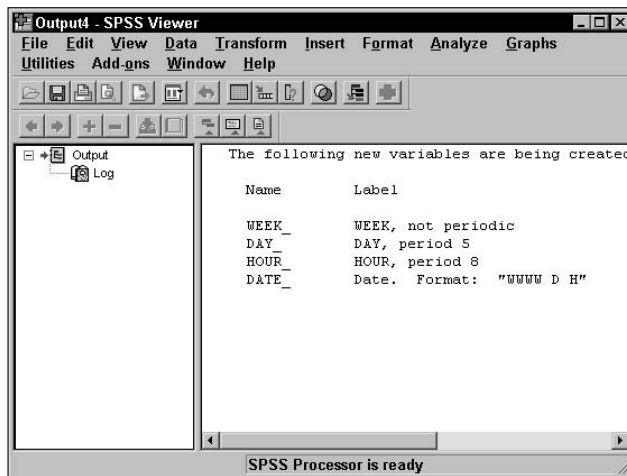 Output4 - SPSS Viewer
File Edit View Data Transform Insert Format Analyze Graphs
Utilities Add-ons Window Help
Output
Log
The following new variables are being created
Name Label
WEEK_ WEEK, not periodic
DAY_ DAY, period 5
HOUR_ HOUR, period 8
DATE_ Date. Format: "WWWW D H"
SPSS Processor is ready